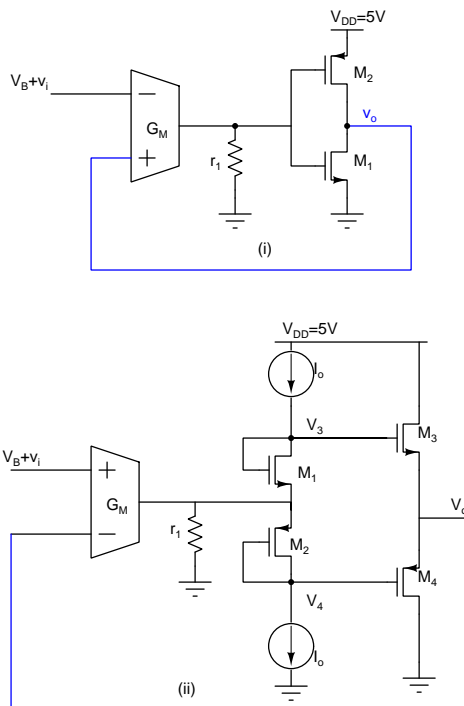 V_DD=5V
V_B+v_i
−
G_M
+
r_1
M_2
v_o
M_1
(i)
V_DD=5V
I_o
V_3
M_3
V_B+v_i
+
G_M
−
r_1
M_1
M_2
V_o
M_4
V_4
I_o
(ii)